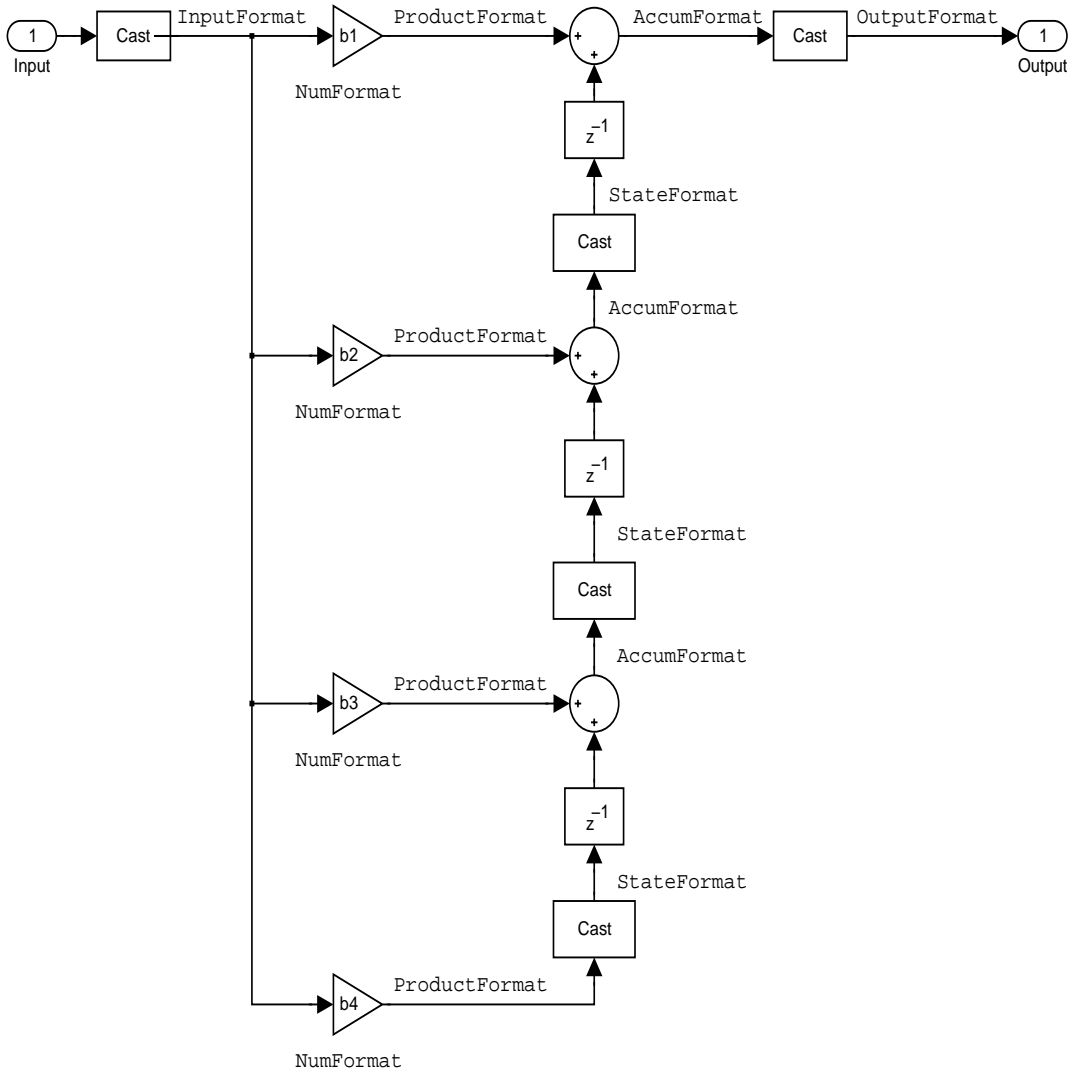 InputFormat
ProductFormat
AccumFormat
OutputFormat
1
Cast
b1
+
+
Cast
1
Input
Output
NumFormat
z−1
StateFormat
Cast
AccumFormat
ProductFormat
b2
+
+
NumFormat
z−1
StateFormat
Cast
AccumFormat
ProductFormat
b3
+
+
NumFormat
z−1
StateFormat
Cast
ProductFormat
b4
NumFormat